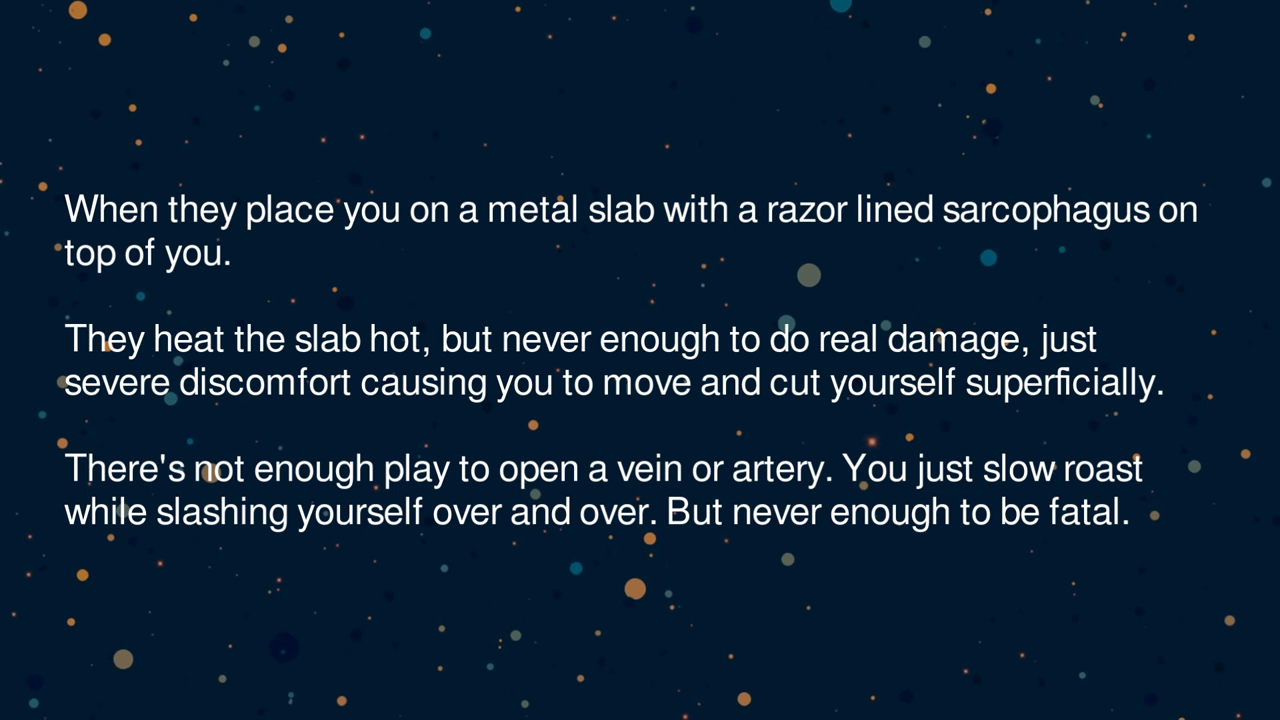 When they place you on a metal slab with a razor lined sarcophagus on
top of you.
They heat the slab hot, but never enough to do real damage, just
severe discomfort causing you to move and cut yourself superficially.
There's not enough play to open a vein or artery. You just slow roast
while slashing yourself over and over. But never enough to be fatal.